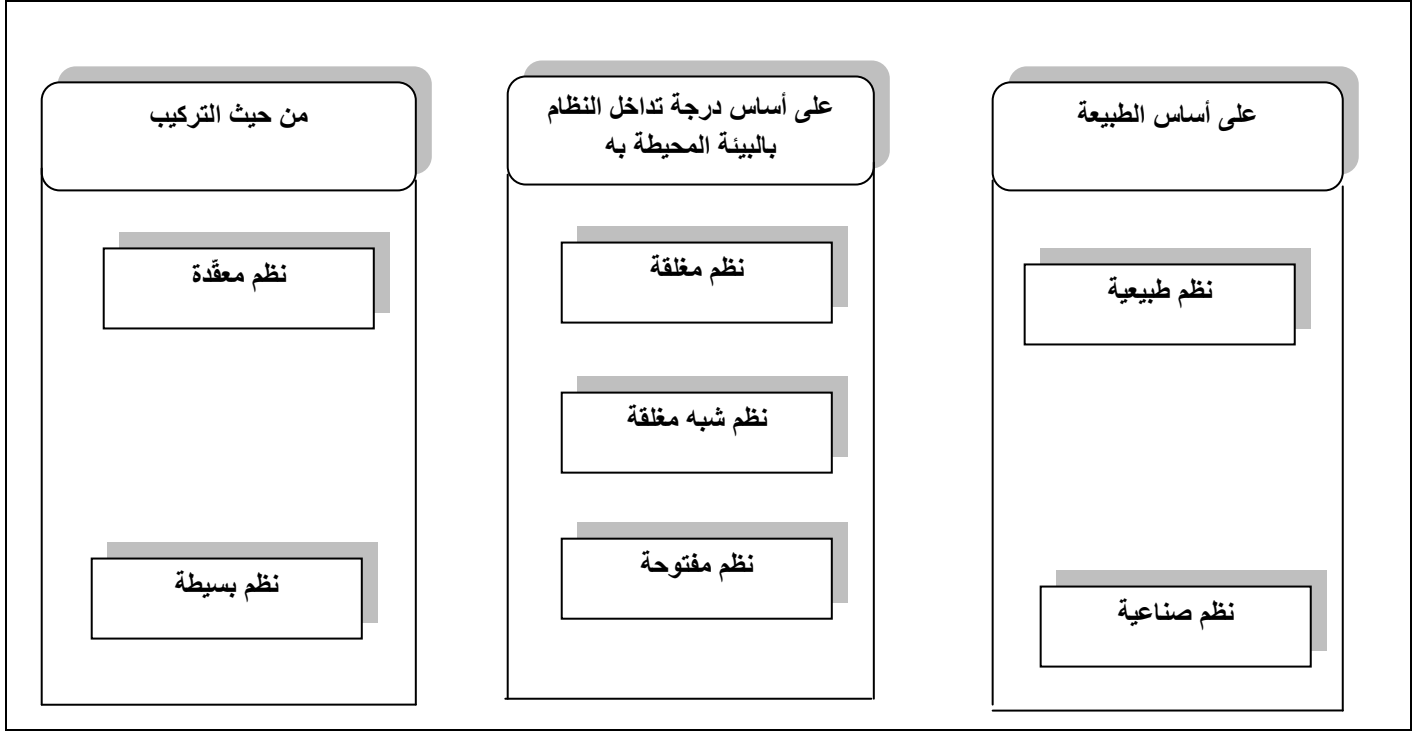 على أساس الطبيعة
نظم طبيعية
نظم صناعية
على أساس درجة تداخل النظام
بالبيئة المحيطة به
نظم مغلقة
نظم شبه مغلقة
نظم مفتوحة
من حيث التركيب
نظم معقّدة
نظم بسيطة